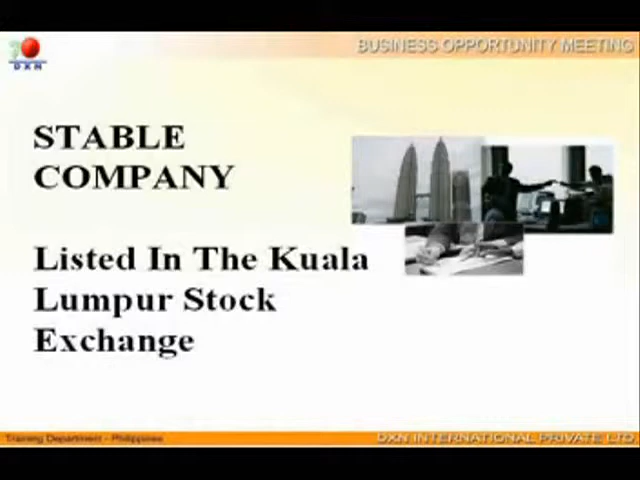 DXN
BUSINESS OPPORTUNITY MEETING
STABLE
COMPANY
Listed In The Kuala
Lumpur Stock
Exchange
Training Department - Philippines
DXN INTERNATIONAL PRIVATE LTD.